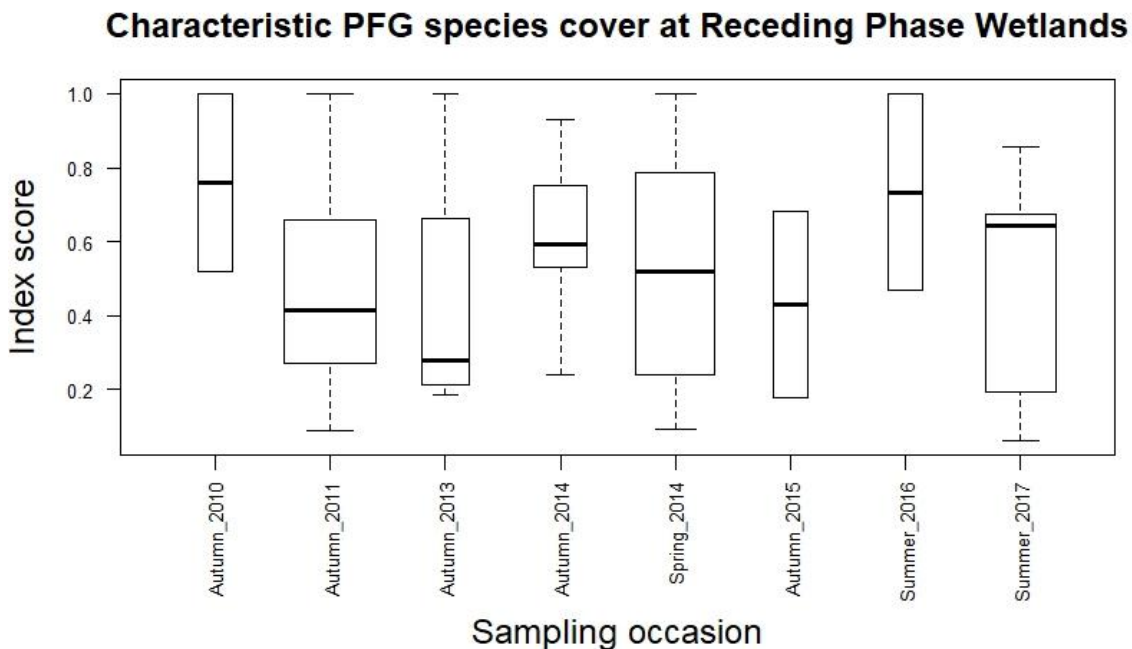 Characteristic PFG species cover at Receding Phase Wetlands
Index score
1.0
0.8
0.6
0.4
0.2
Autumn_2010
Autumn_2011
Autumn_2013
Autumn_2014
Spring_2014
Autumn_2015
Summer_2016
Summer_2017
Sampling occasion